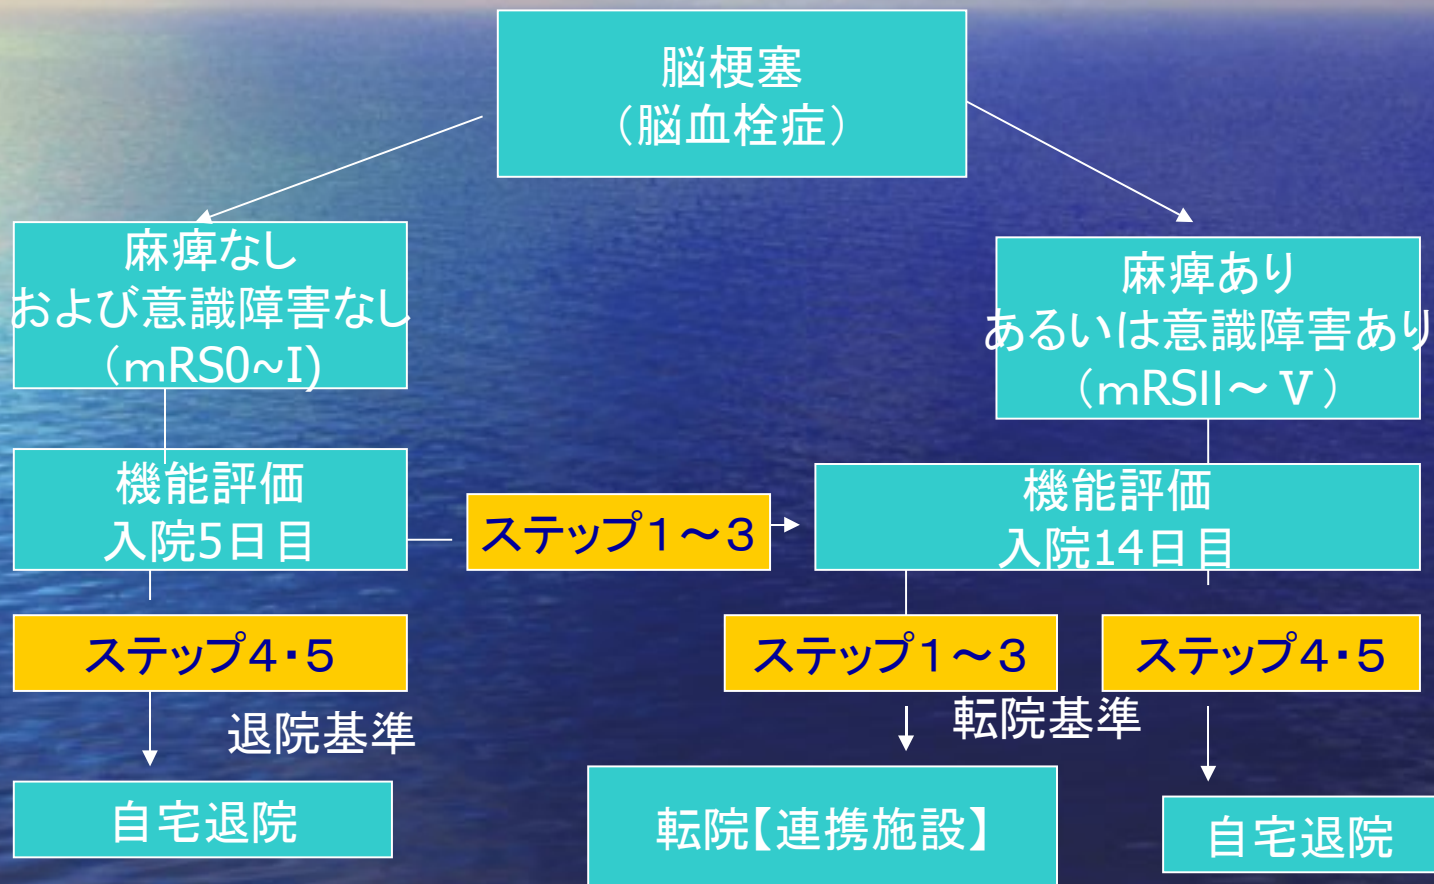 脳梗塞
（脳血栓症）
麻痺なし
および意識障害なし
（mRS0~I)
麻痺あり
あるいは意識障害あり
（mRSII～Ⅴ）
機能評価
入院5日目
ステップ１～３
機能評価
入院14日目
ステップ４・５
ステップ１～３
ステップ４・５
退院基準
転院基準
自宅退院
転院【連携施設】
自宅退院